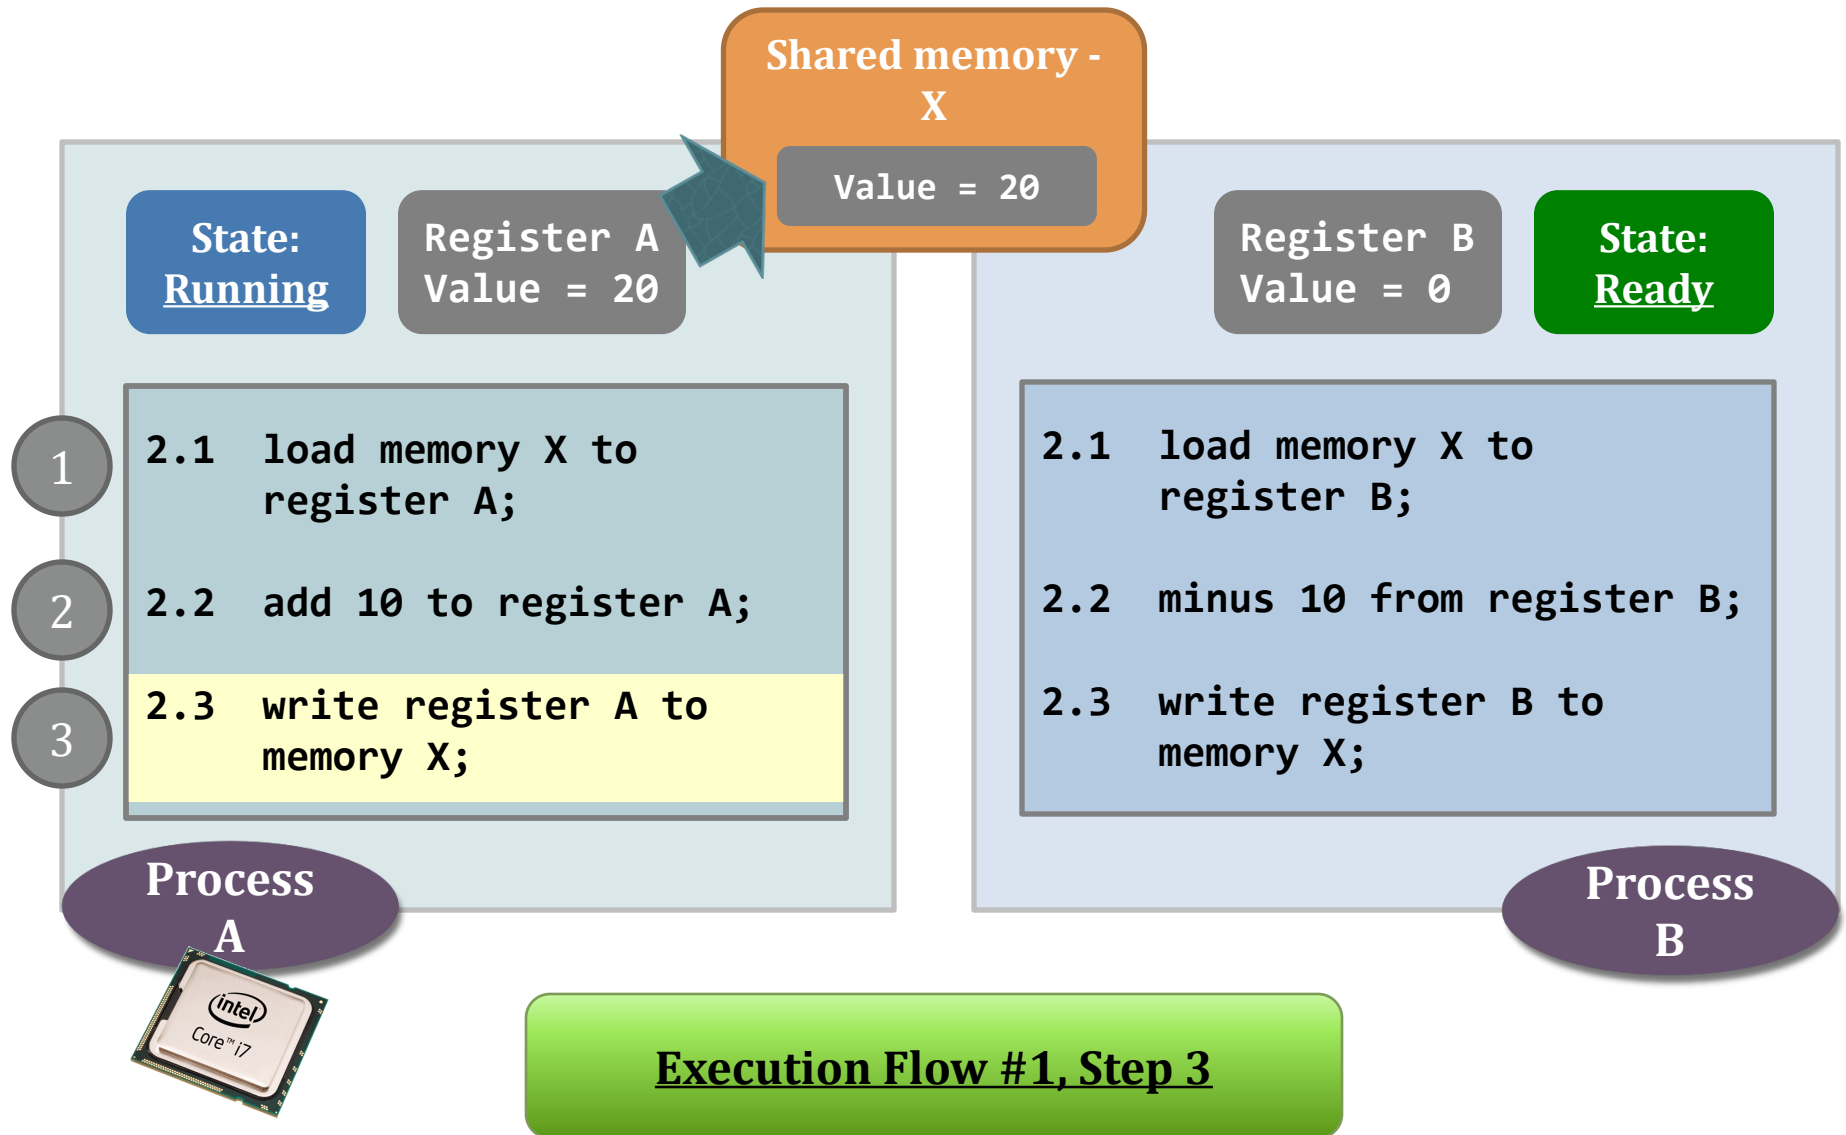 Shared memory -
X
Value = 20
State:
Running
Register A
Value = 20
Register B
Value = 0
State:
Ready
1
2.1 load memory X to
register A;
2
2.2 add 10 to register A;
3
2.3 write register A to
memory X;
2.1 load memory X to
register B;
2.2 minus 10 from register B;
2.3 write register B to
memory X;
Process
A
Process
B
intel
Core™ i7
Execution Flow #1, Step 3